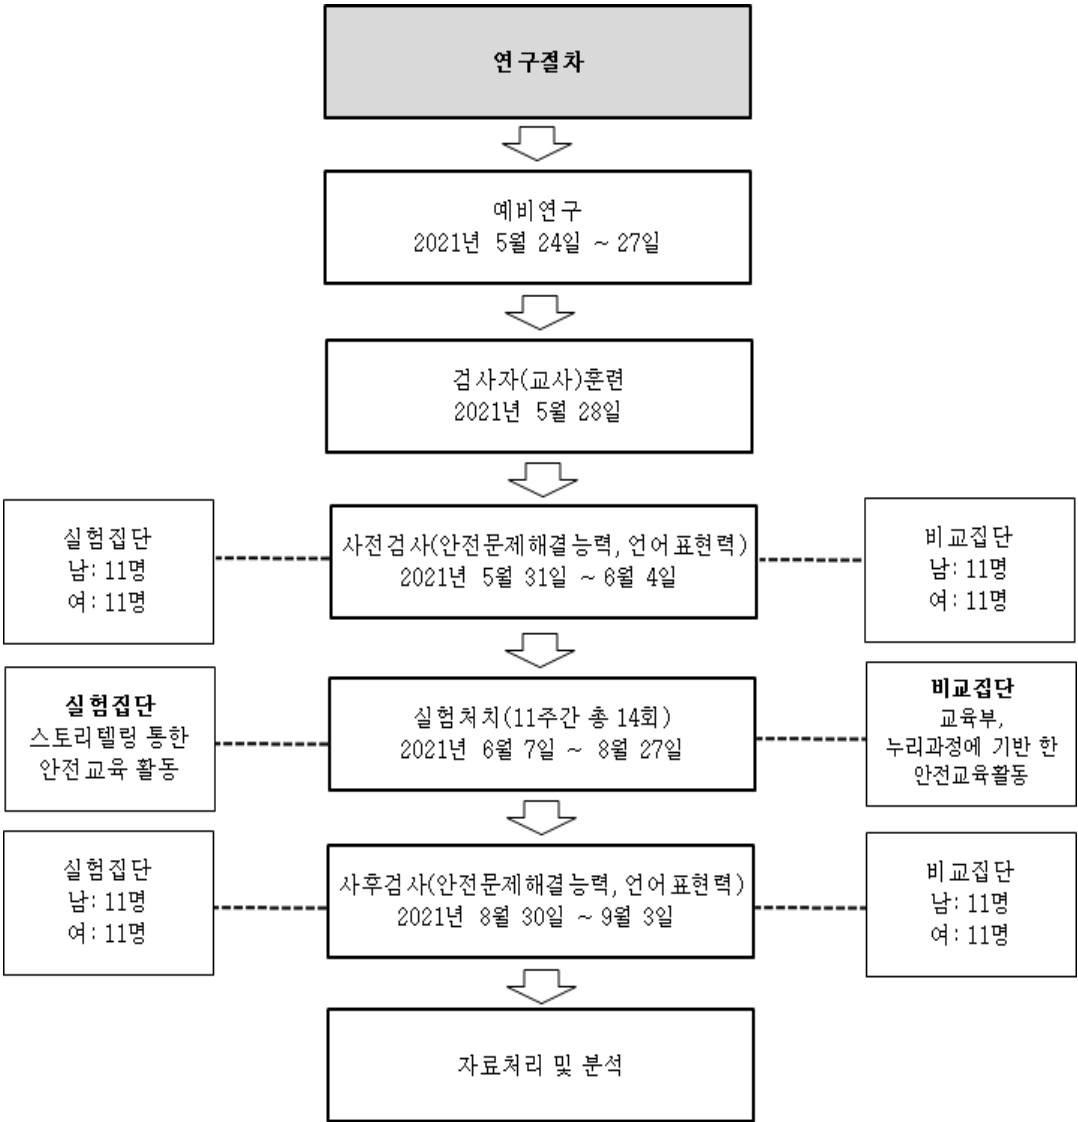 연구절차
예비연구
2021년 5월 24일 ~ 27일
검사자(교사)훈련
2021년 5월 28일
실험집단
남: 11명
여: 11명
사전검사(안전문제해결능력, 언어표현력)
2021년 5월 31일 ~ 6월 4일
비교집단
남: 11명
여: 11명
실험집단
스토리텔링 통한
안전교육 활동
실험처치(11주간 총 14회)
2021년 6월 7일 ~ 8월 27일
비교집단
교육부,
누리과정에 기반 한
안전교육활동
실험집단
남: 11명
여: 11명
사후검사(안전문제해결능력, 언어표현력)
2021년 8월 30일 ~ 9월 3일
비교집단
남: 11명
여: 11명
자료처리 및 분석